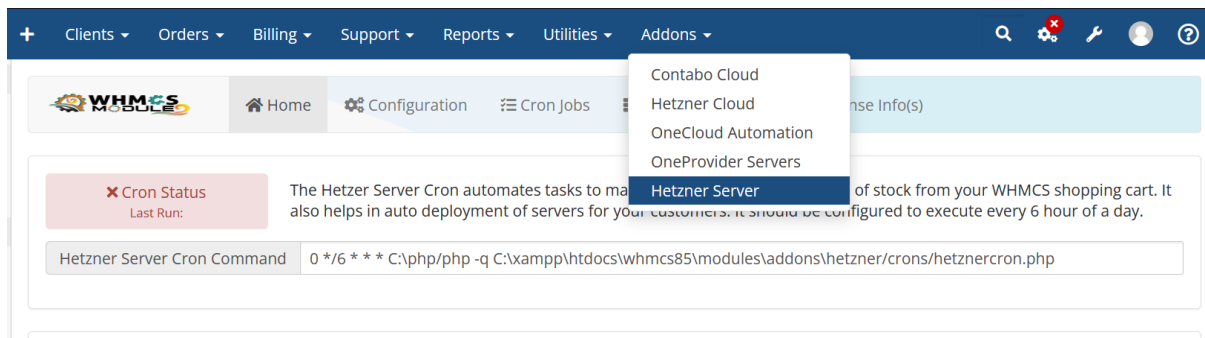 Clients Orders Billing Support Reports Utilities Addons
Contabo Cloud
Hetzner Cloud
OneCloud Automation
OneProvider Servers
Hetzner Server
WHMCS
MODULE
Home Configuration Cron Jobs Info(s)
Cron Status
Last Run:
The Hetzer Server Cron automates tasks to of stock from your WHMCS shopping cart. It
also helps in auto deployment of servers for your customers. It should be configured to execute every 6 hour of a day.
Hetzner Server Cron Command 0 */6 * * * C:\php/php -q C:\xampp\htdocs\whmcs85\modules\addons\hetzner/crons/hetznercron.php